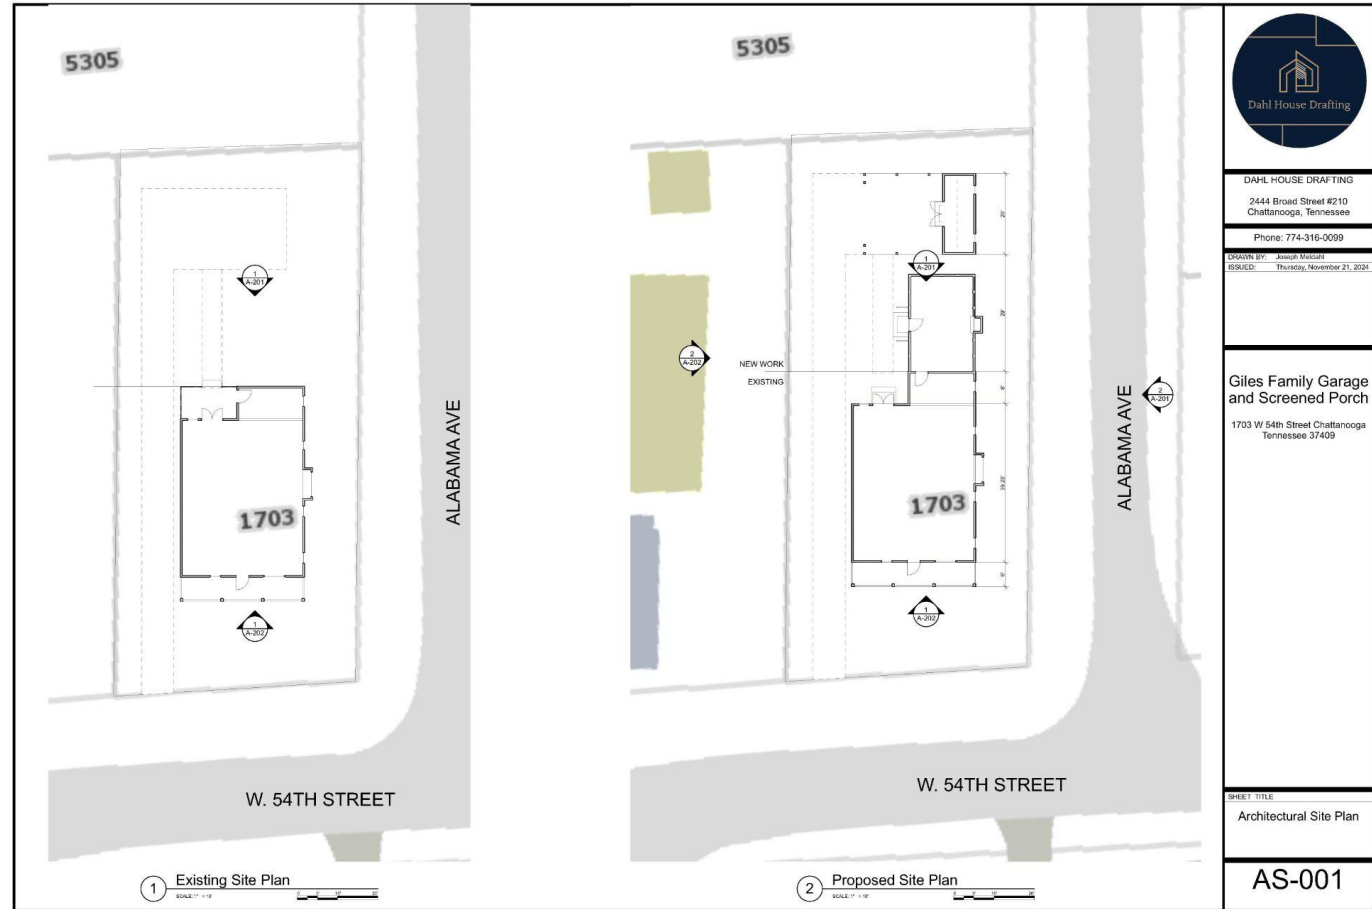 5305
1
A-201
ALABAMA AVE
1703
1
A-202
W. 54TH STREET
1
Existing Site Plan
5305
1
A-201
2
A-202
NEW WORK
EXISTING
2
A-201
ALABAMA AVE
1703
1
A-202
W. 54TH STREET
2
Proposed Site Plan
Dahl House Drafting
DAHL HOUSE DRAFTING
2444 Broad Street #210
Chattanooga, Tennessee
Phone: 774-316-0099
DRAWN BY: Joseph Meldahl
ISSUED: Thursday, November 21, 2024
Giles Family Garage
and Screened Porch
1703 W 54th Street Chattanooga
Tennessee 37409
SHEET TITLE
Architectural Site Plan
AS-001